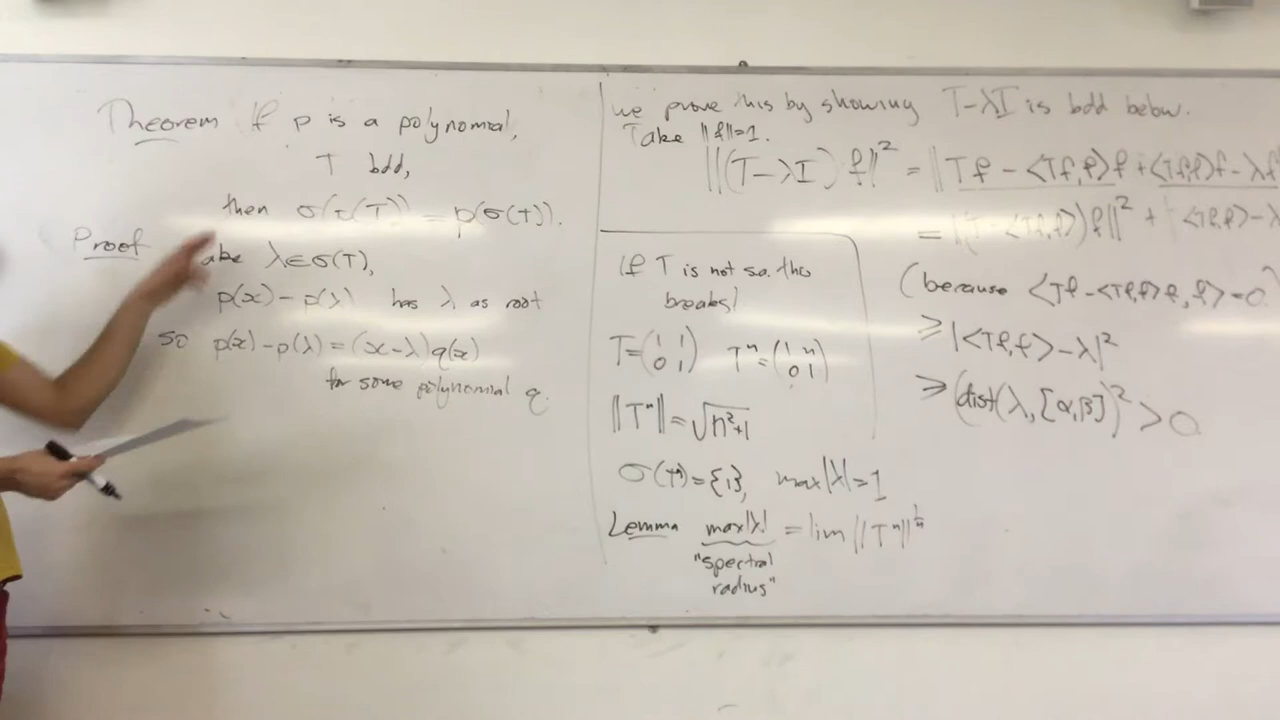 Theorem If p is a polynomial,
T bdd,
then σ(p(T)) = p(σ(T)).
Proof Take λ∈σ(T),
p(x) – p(λ) has λ as root
so p(x) – p(λ) = (x–λ)q(x)
for some polynomial q.
we prove this by showing T–λI is bdd below.
Take ||f||=1.
||(T–λI) f||² = ||Tf – <Tf,f>f + <Tf,f>f – λf
= |(T – <Tf,f>)f||² + |<Tf,f> – λ
(because <Tf – <Tf,f>f, f> = 0.
≥ |<Tf,f> – λ|²
≥ (dist(λ, [α,β])² > 0
If T is not s.a. this
breaks!
T = (1 1 0 1) Tⁿ = (1 n 0 1)
||Tⁿ|| = √n²+1
σ(Tⁿ) = {1}, max|λ| = 1
Lemma max|λ| = lim ||Tⁿ||^{1/n}
"spectral
radius"